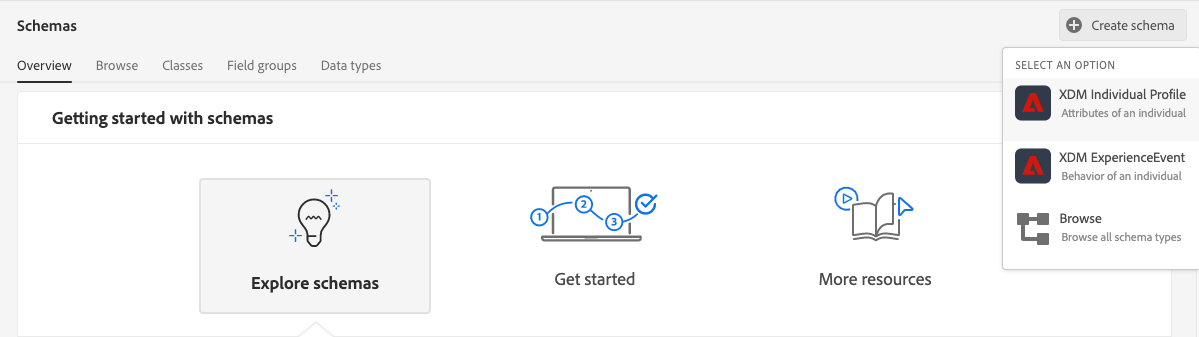 Schemas
Create schema
Overview Browse Classes Field groups Data types
SELECT AN OPTION
XDM Individual Profile
Attributes of an individual
XDM ExperienceEvent
Behavior of an individual
Browse
Browse all schema types
Getting started with schemas
1 2 3
Explore schemas
Get started
More resources